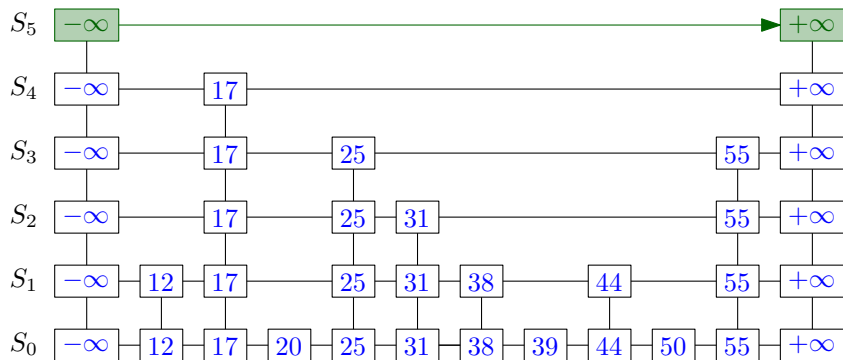 S₅ −∞ +∞
S₄ −∞ 17 +∞
S₃ −∞ 17 25 55 +∞
S₂ −∞ 17 25 31 55 +∞
S₁ −∞ 12 17 25 31 38 44 55 +∞
S₀ −∞ 12 17 20 25 31 38 39 44 50 55 +∞